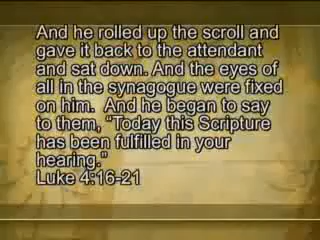 And he rolled up the scroll and
gave it back to the attendant
and sat down. And the eyes of
all in the synagogue were fixed
on him.  And he began to say
to them, “Today this Scripture
has been fulfilled in your
hearing.”
Luke 4:16-21